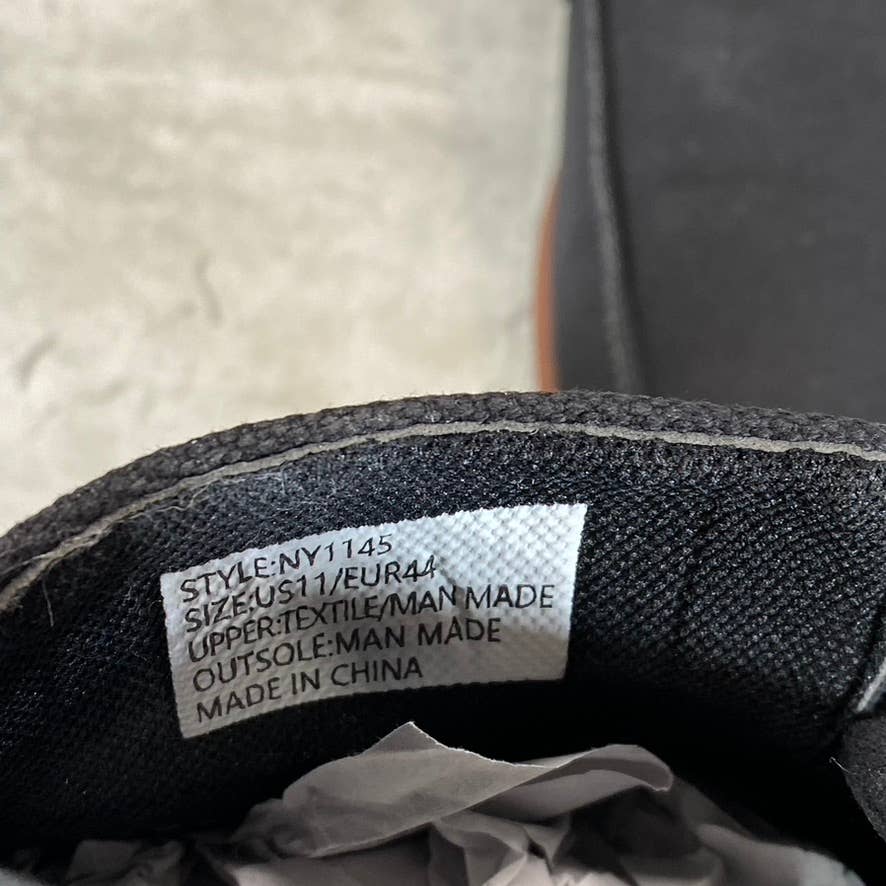 STYLE:NY1145
SIZE:US11/EUR44
UPPER:TEXTILE/MAN MADE
OUTSOLE:MAN MADE
MADE IN CHINA